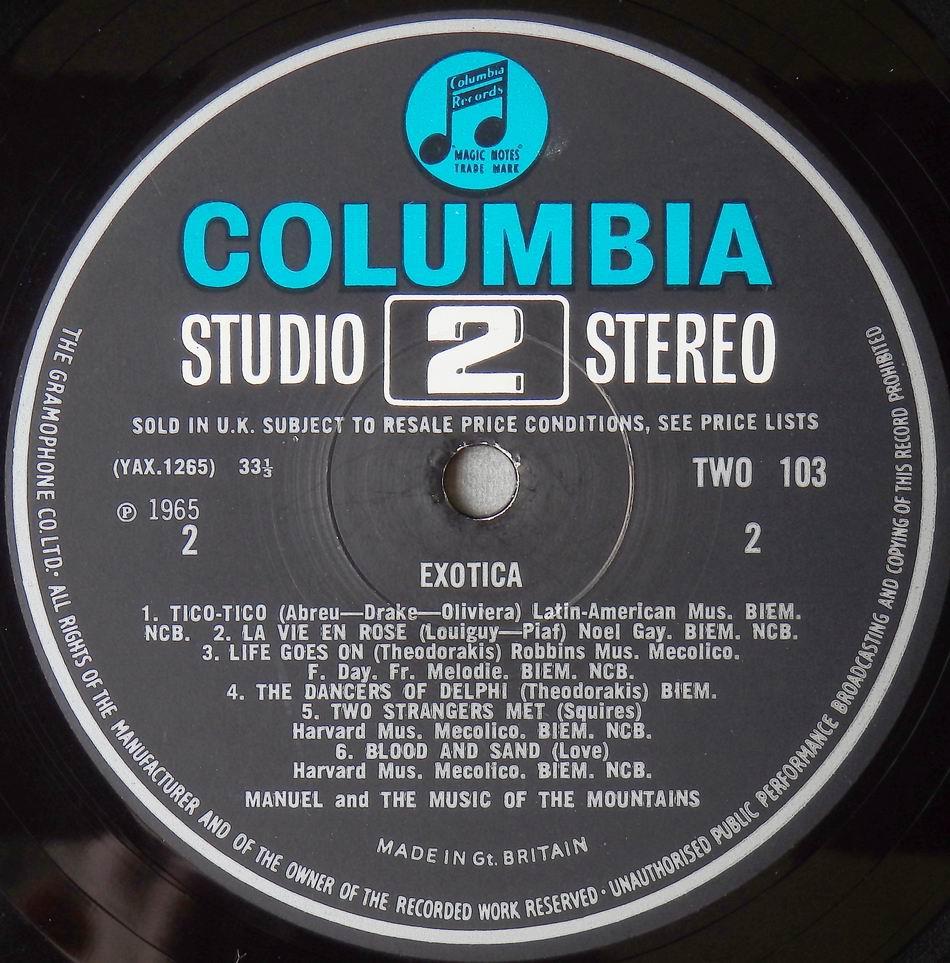 Columbia
Records
"MAGIC NOTES"
TRADE MARK
COLUMBIA
STUDIO 2 STEREO
SOLD IN U.K. SUBJECT TO RESALE PRICE CONDITIONS, SEE PRICE LISTS
(YAX.1265) 33⅓
TWO 103
℗ 1965
2
2
EXOTICA
1. TICO-TICO (Abreu—Drake—Oliviera) Latin-American Mus. BIEM.
NCB. 2. LA VIE EN ROSE (Louiguy—Piaf) Noel Gay. BIEM. NCB.
3. LIFE GOES ON (Theodorakis) Robbins Mus. Mecolico.
F. Day. Fr. Melodie. BIEM. NCB.
4. THE DANCERS OF DELPHI (Theodorakis) BIEM.
5. TWO STRANGERS MET (Squires)
Harvard Mus. Mecolico. BIEM. NCB.
6. BLOOD AND SAND (Love)
Harvard Mus. Mecolico. BIEM. NCB.
MANUEL and THE MUSIC OF THE MOUNTAINS
MADE IN Gt. BRITAIN
THE GRAMOPHONE CO. LTD. · ALL RIGHTS OF THE MANUFACTURER AND OF THE OWNER OF THE RECORDED WORK RESERVED · UNAUTHORISED PUBLIC PERFORMANCE BROADCASTING AND COPYING OF THIS RECORD PROHIBITED